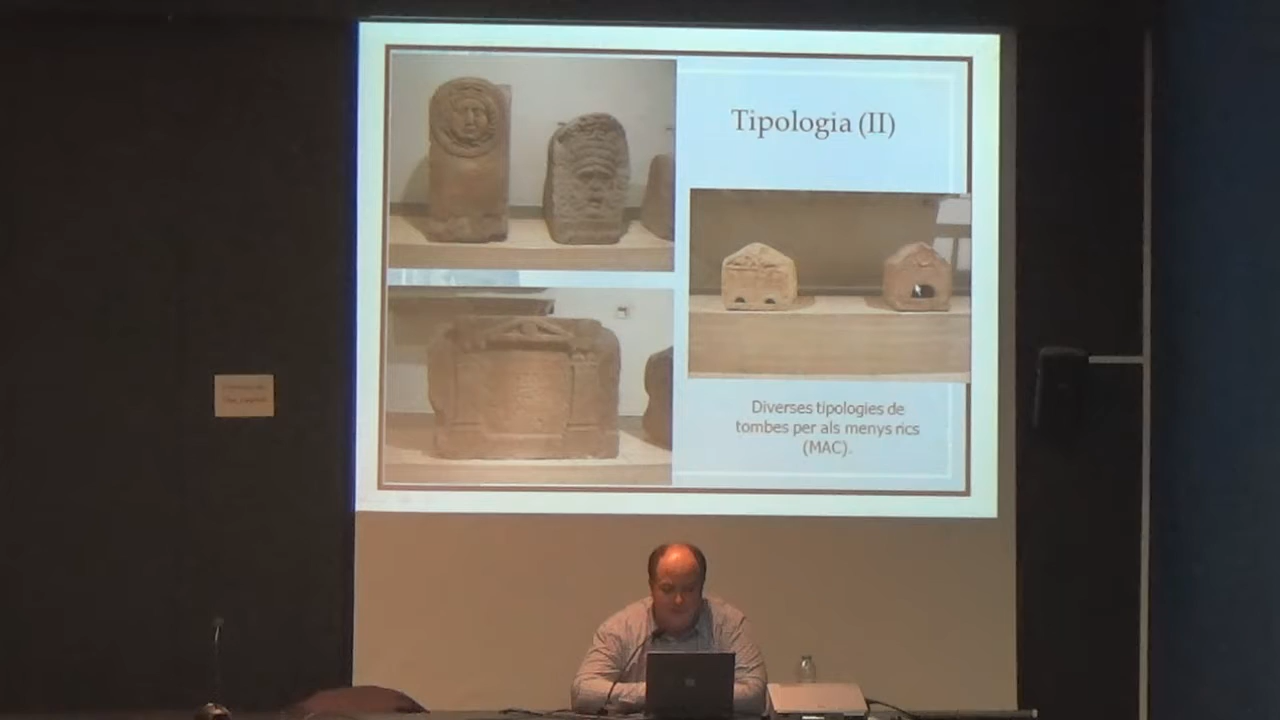 Tipologia (II)
Diverses tipologies de
tombes per als menys rics
(MAC).